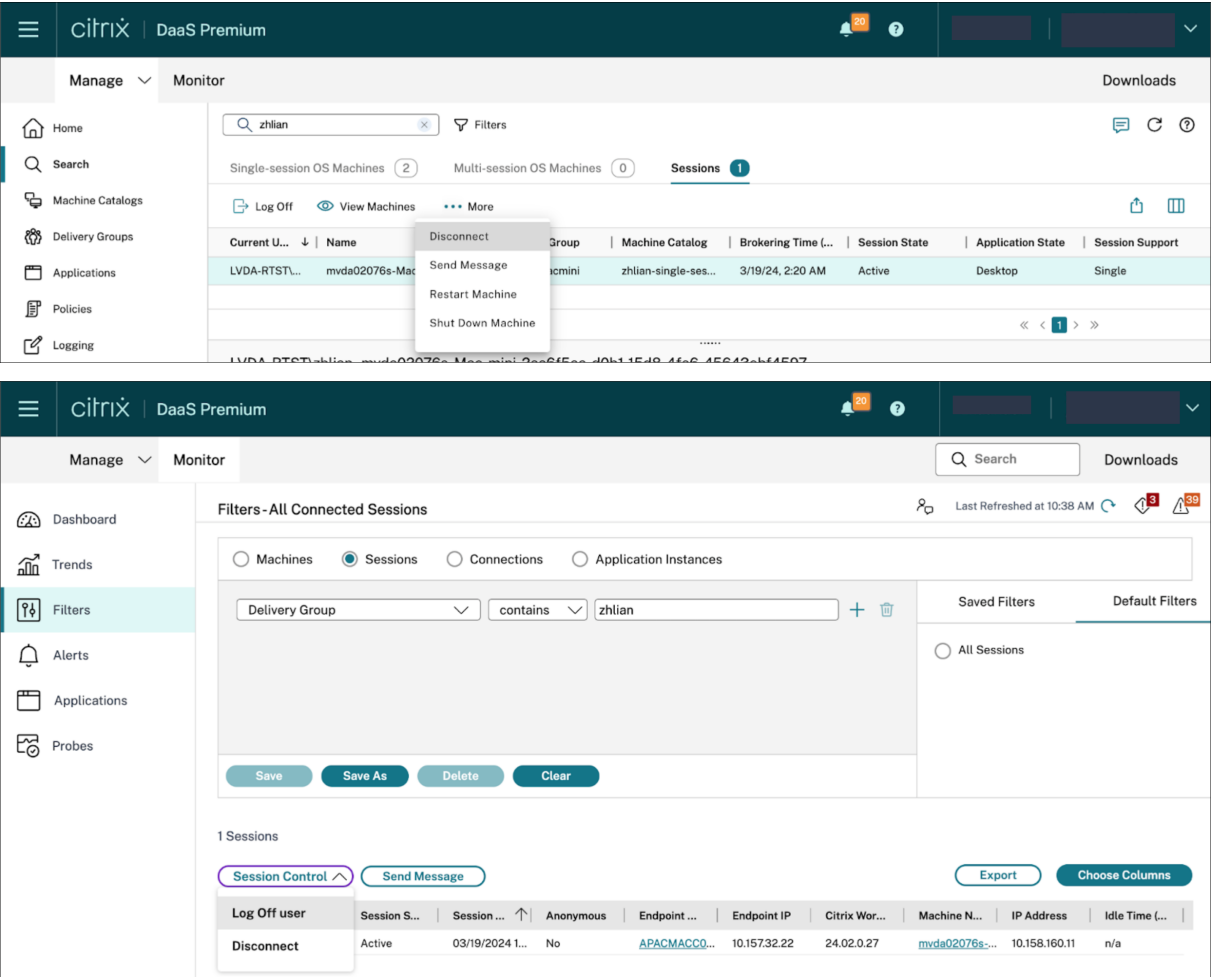 citrix DaaS Premium 20
Manage Monitor Downloads
Home
Search
Machine Catalogs
Delivery Groups
Applications
Policies
Logging
zhlian Filters
Single-session OS Machines 2 Multi-session OS Machines 0 Sessions 1
Log Off View Machines ••• More
Disconnect
Send Message
Restart Machine
Shut Down Machine
Current U... Name Group Machine Catalog Brokering Time (... Session State Application State Session Support
LVDA-RTST\... mvda02076s-Mac acmini zhlian-single-ses... 3/19/24, 2:20 AM Active Desktop Single
« < 1 > »
citrix DaaS Premium 20
Manage Monitor Search Downloads
Dashboard
Trends
Filters
Alerts
Applications
Probes
Filters - All Connected Sessions Last Refreshed at 10:38 AM 3 39
Machines Sessions Connections Application Instances
Delivery Group contains zhlian
Saved Filters Default Filters
All Sessions
Save Save As Delete Clear
1 Sessions
Session Control Send Message Export Choose Columns
Log Off user
Disconnect
Session S... Session ... Anonymous Endpoint ... Endpoint IP Citrix Wor... Machine N... IP Address Idle Time (...
Active 03/19/2024 1... No APACMACC0... 10.157.32.22 24.02.0.27 mvda02076s-... 10.158.160.11 n/a